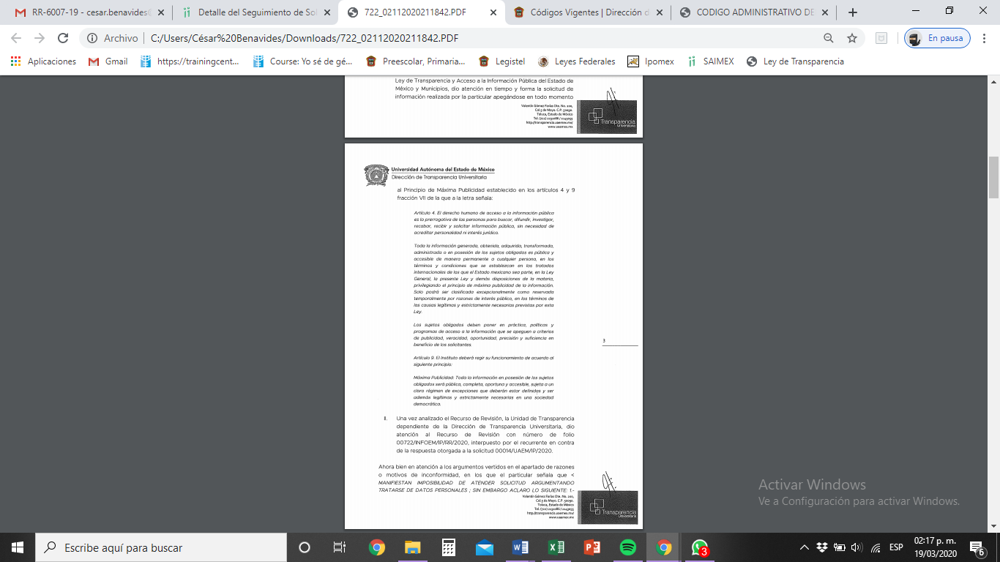 RR-6007-19 - cesar.benavides@
Detalle del Seguimiento de Sol
722_02112020211842.PDF
Códigos Vigentes | Dirección d
CODIGO ADMINISTRATIVO DE
Archivo
C:/Users/César%20Benavides/Downloads/722_02112020211842.PDF
En pausa
Aplicaciones
Gmail
https://trainingcent...
Course: Yo sé de gé...
Preescolar, Primaria...
Legistel
Leyes Federales
Ipomex
SAIMEX
Ley de Transparencia
Ley de Transparencia y Acceso a la Información Pública del Estado de
México y Municipios, dio atención en tiempo y forma la solicitud de
información realizada por la particular apegándose en todo momento
Valentín Gómez Farías Ote. No. 200,
Col 5 de Mayo. C.P. 50090.
Toluca, Estado de México
Tel. (722) 2131086 / 2143055
http://transparencia.uaemex.mx/
www.uaemex.mx
Transparencia
Universitaria
Universidad Autónoma del Estado de México
Dirección de Transparencia Universitaria
al Principio de Máxima Publicidad establecido en los artículos 4 y 9
fracción VII de la que a la letra señala:
Artículo 4. El derecho humano de acceso a la información pública
es la prerrogativa de las personas para buscar, difundir, investigar,
recabar, recibir y solicitar información pública, sin necesidad de
acreditar personalidad ni interés jurídico.
Toda la información generada, obtenida, adquirida, transformada,
administrada o en posesión de los sujetos obligados es pública y
accesible de manera permanente a cualquier persona, en los
términos y condiciones que se establezcan en los tratados
internacionales de los que el Estado mexicano sea parte, en la Ley
General, la presente Ley y demás disposiciones de la materia,
privilegiando el principio de máxima publicidad de la información.
Solo podrá ser clasificada excepcionalmente como reservada
temporalmente por razones de interés público, en los términos de
las causas legítimas y estrictamente necesarias previstas por esta
Ley.
Los sujetos obligados deben poner en práctica, políticas y
programas de acceso a la información que se apeguen a criterios
de publicidad, veracidad, oportunidad, precisión y suficiencia en
beneficio de los solicitantes.
3
Artículo 9. El Instituto deberá regir su funcionamiento de acuerdo al
siguiente principio:
Máxima Publicidad: Toda la información en posesión de los sujetos
obligados será pública, completa, oportuna y accesible, sujeta a un
claro régimen de excepciones que deberán estar definidas y ser
además legítimas y estrictamente necesarias en una sociedad
democrática.
II. Una vez analizado el Recurso de Revisión, la Unidad de Transparencia
dependiente de la Dirección de Transparencia Universitaria, dio
atención al Recurso de Revisión con número de folio
00722/INFOEM/IP/RR/2020, interpuesto por el recurrente en contra
de la respuesta otorgada a la solicitud 00014/UAEM/IP/2020.
Ahora bien en atención a los argumentos vertidos en el apartado de razones
o motivos de inconformidad, en los que el particular señala que <
MANIFIESTAN IMPOSIBILIDAD DE ATENDER SOLICITUD ARGUMENTANDO
TRATARSE DE DATOS PERSONALES ; SIN EMBARGO ACLARO LO SIGUIENTE: 1.-
Valentín Gómez Farías Ote. No. 200,
Col 5 de Mayo. C.P. 50090.
Toluca, Estado de México
Tel. (722) 2131086 / 2143055
http://transparencia.uaemex.mx/
www.uaemex.mx
Transparencia
Universitaria
Activar Windows
Ve a Configuración para activar Windows.
Escribe aquí para buscar
3
ESP
02:17 p. m.
19/03/2020
6